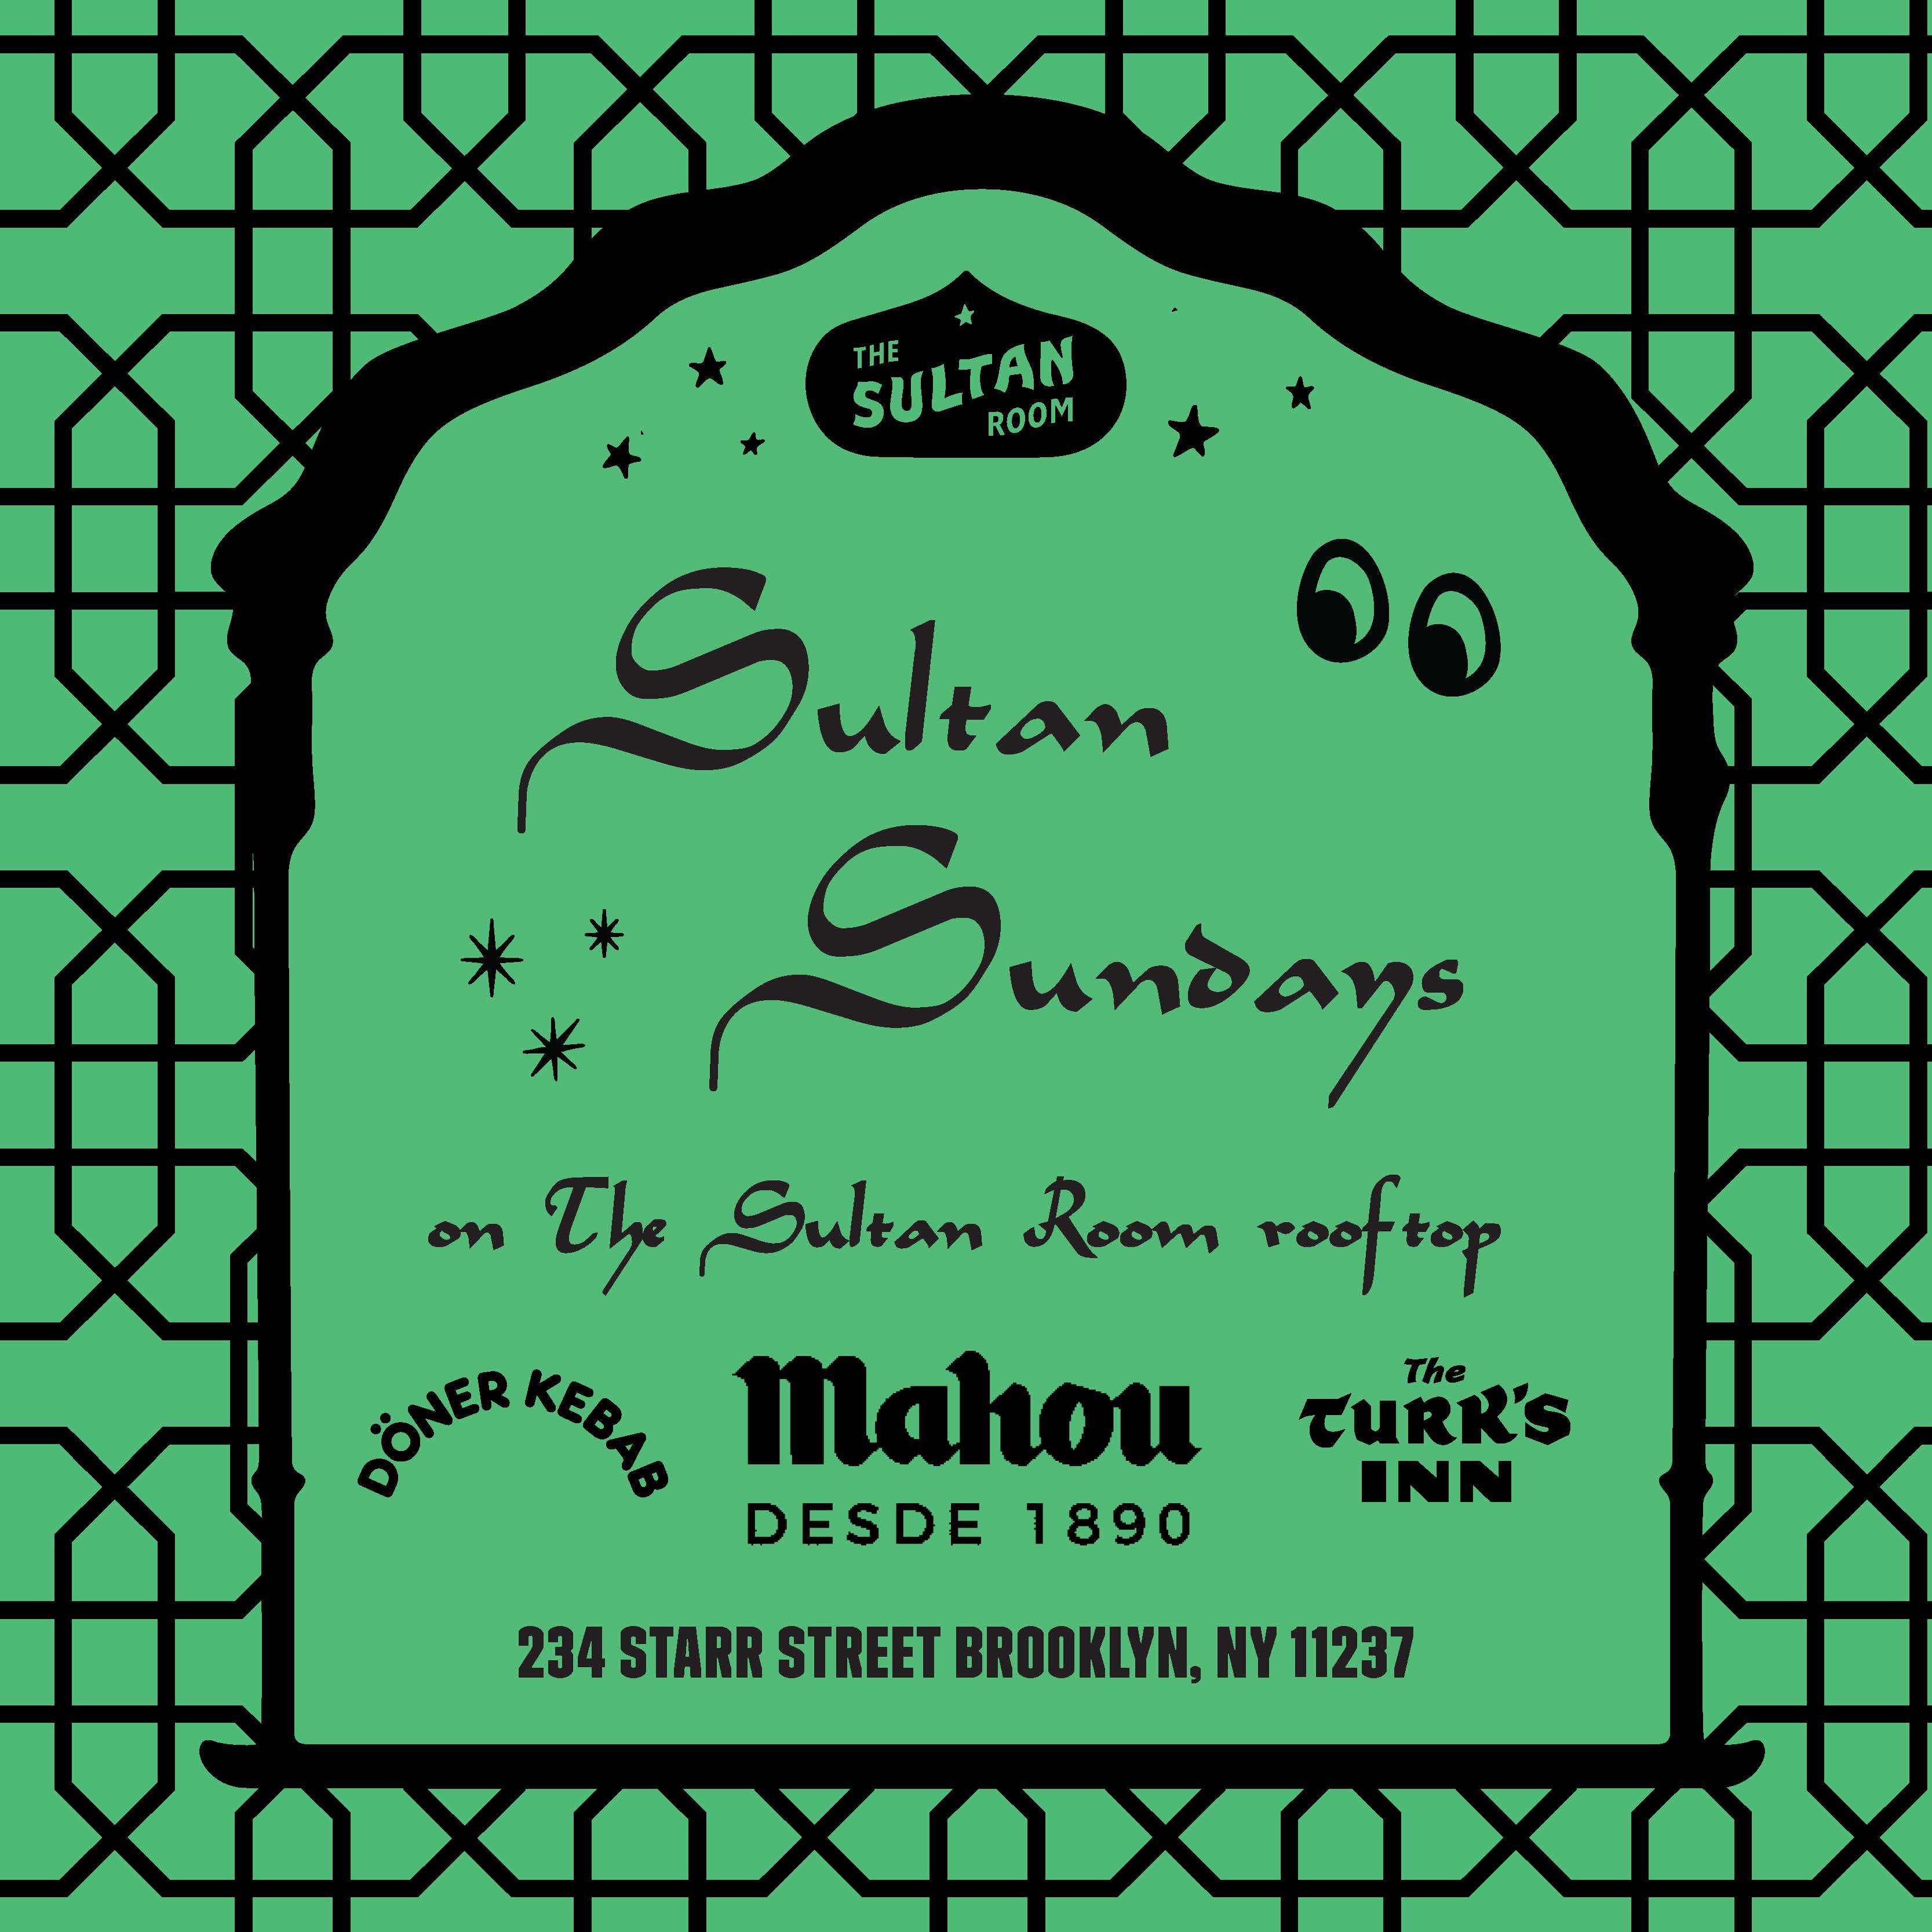 THE
SULTAN
ROOM
Sultan
Sundays
on The Sultan Room rooftop
DÖNER KEBAB
mahou
DESDE 1890
The
TURK'S
INN
234 STARR STREET BROOKLYN, NY 11237